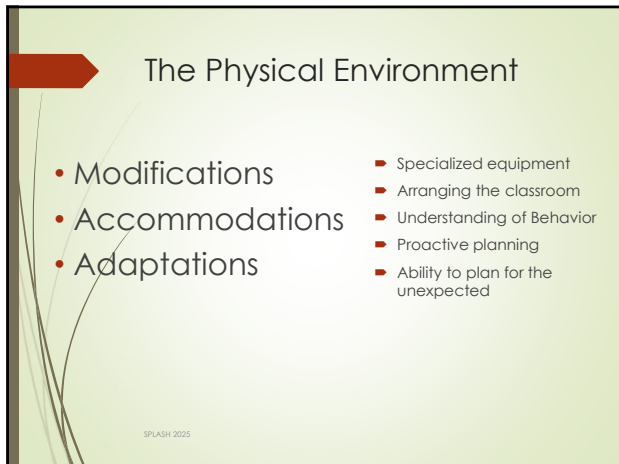 The Physical Environment
• Modifications
• Accommodations
• Adaptations
Specialized equipment
Arranging the classroom
Understanding of Behavior
Proactive planning
Ability to plan for the
unexpected
SPLASH 2025